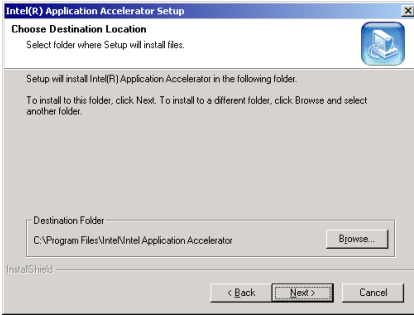 Intel(R) Application Accelerator Setup
Choose Destination Location
Select folder where Setup will install files.
Setup will install Intel(R) Application Accelerator in the following folder.
To install to this folder, click Next. To install to a different folder, click Browse and select
another folder.
Destination Folder
C:\Program Files\Intel\Intel Application Accelerator
Browse...
InstallShield
< Back
Next >
Cancel